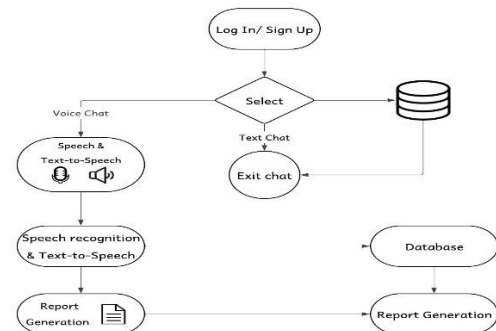 Log In/ Sign Up
Select
Voice Chat
Text Chat
Speech &
Text-to-Speech
Exit chat
Speech recognition
& Text-to-Speech
Database
Report
Generation
Report Generation